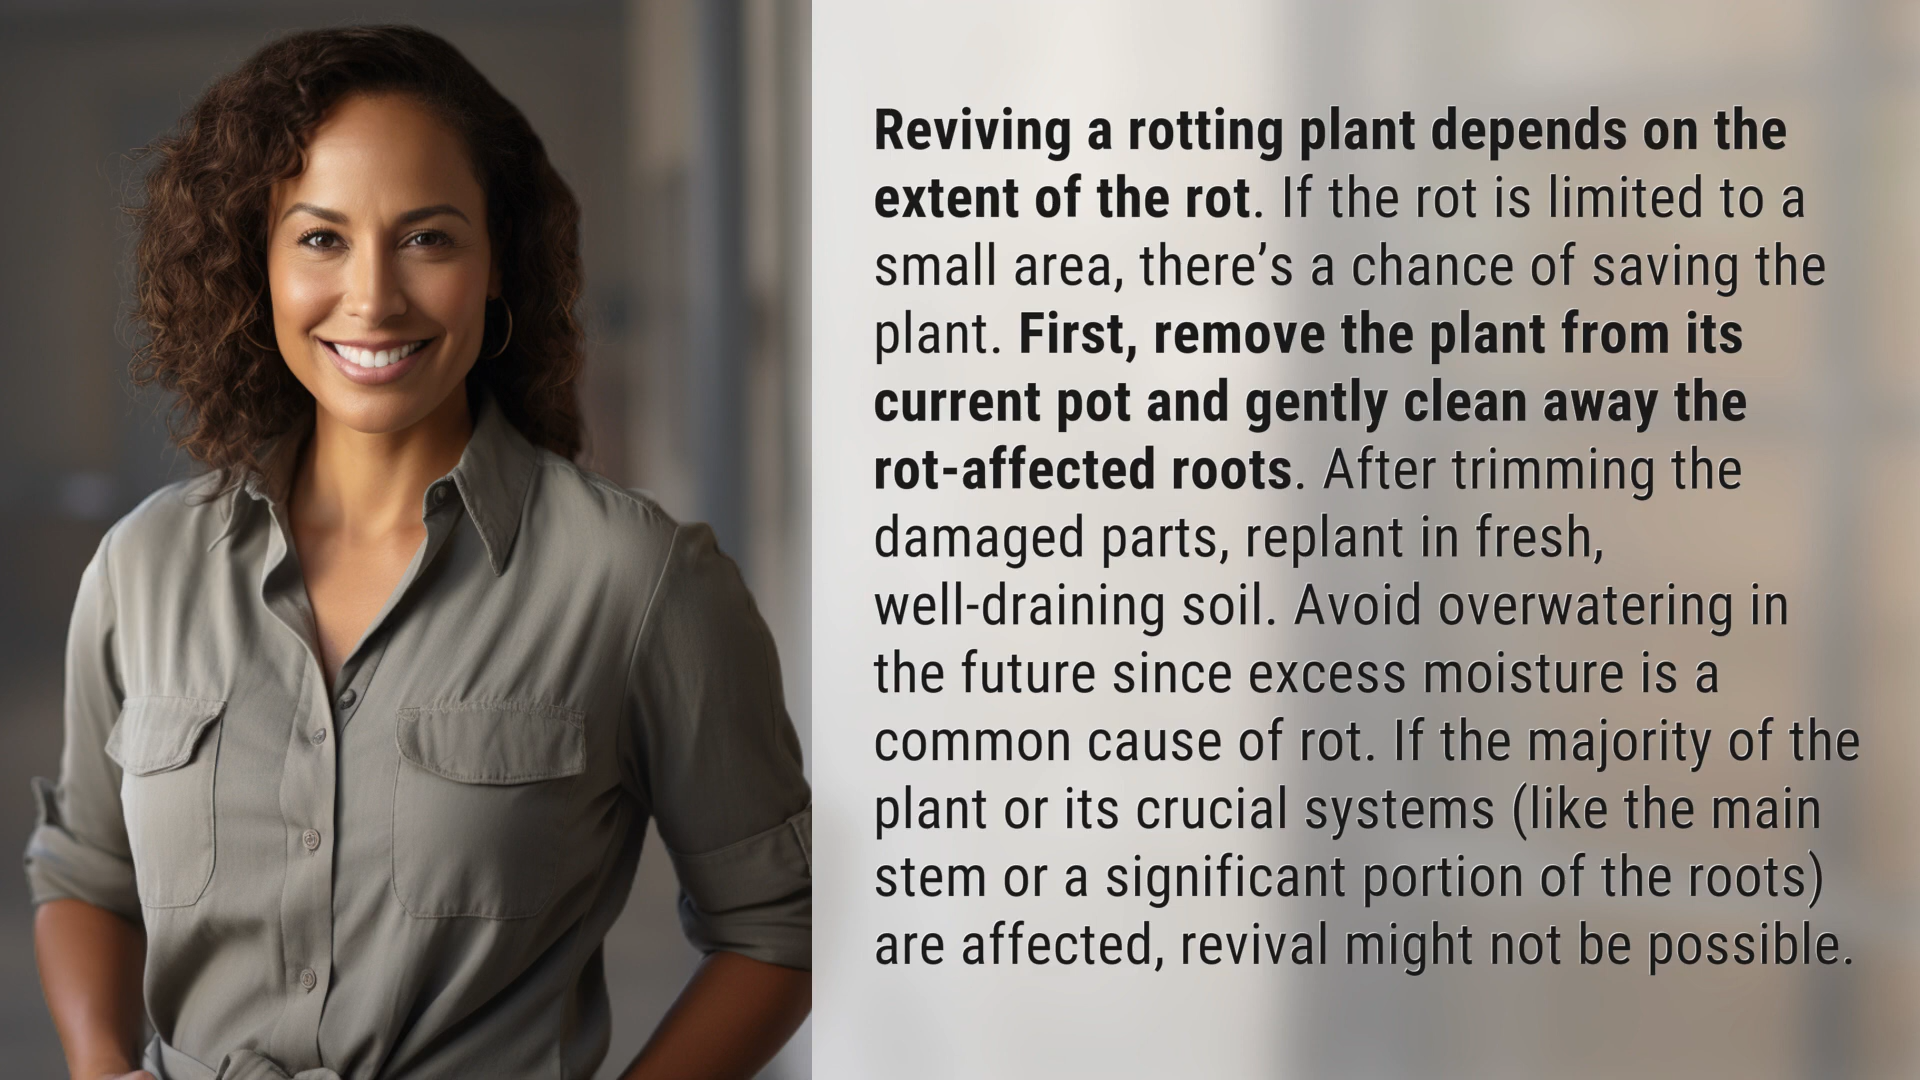 Reviving a rotting plant depends on the
extent of the rot. If the rot is limited to a
small area, there’s a chance of saving the
plant. First, remove the plant from its
current pot and gently clean away the
rot-affected roots. After trimming the
damaged parts, replant in fresh,
well-draining soil. Avoid overwatering in
the future since excess moisture is a
common cause of rot. If the majority of the
plant or its crucial systems (like the main
stem or a significant portion of the roots)
are affected, revival might not be possible.